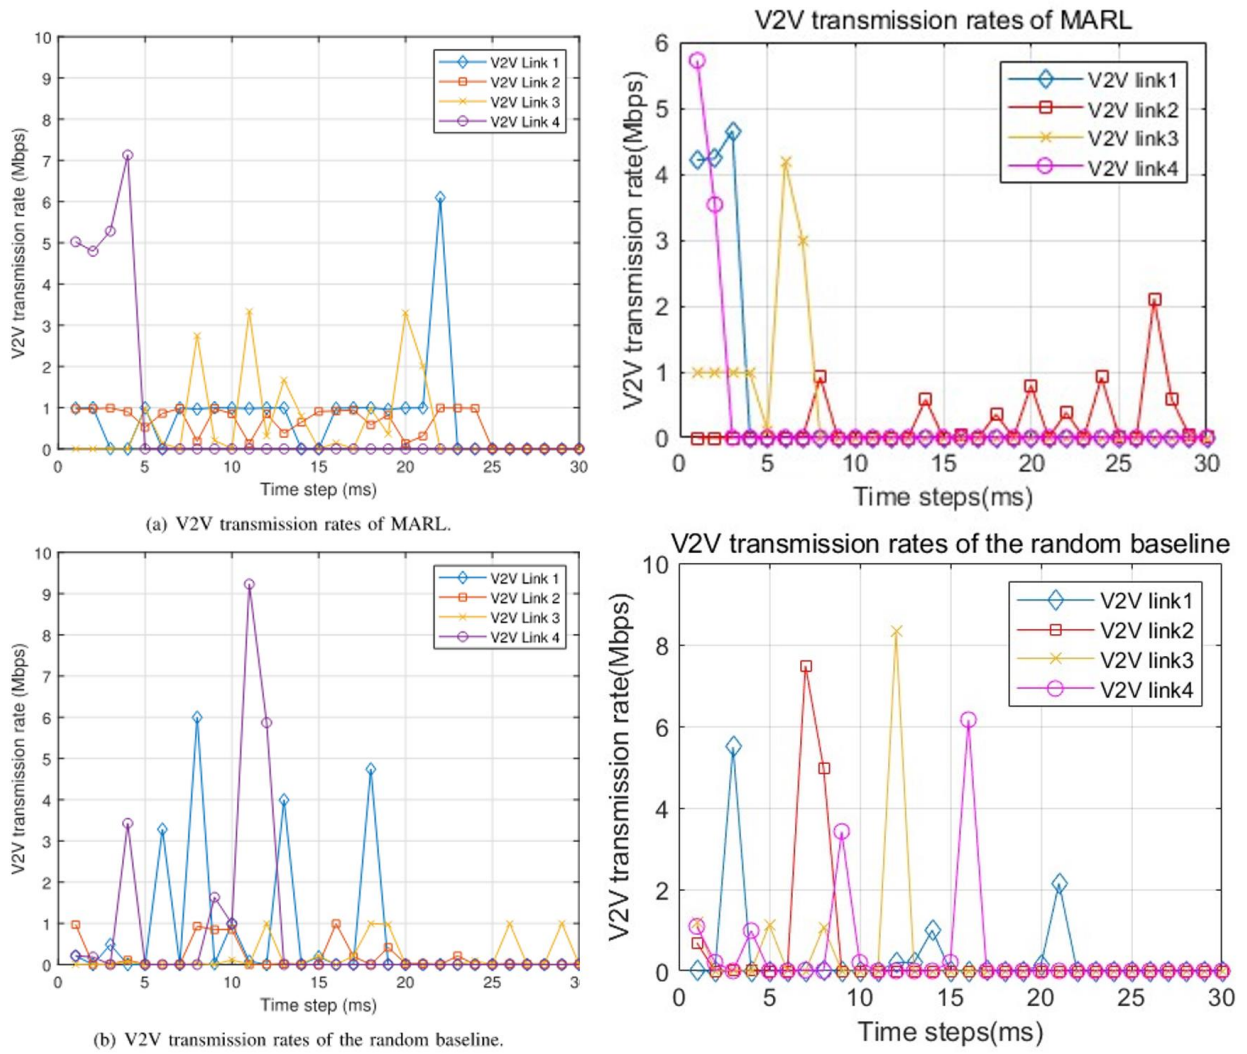 10
9
8
7
6
5
4
3
2
1
0
V2V transmission rate (Mbps)
V2V Link 1
V2V Link 2
V2V Link 3
V2V Link 4
0 5 10 15 20 25 30
Time step (ms)
(a) V2V transmission rates of MARL.
V2V transmission rates of MARL
6
5
4
3
2
1
0
V2V transmission rate(Mbps)
V2V link1
V2V link2
V2V link3
V2V link4
0 5 10 15 20 25 30
Time steps(ms)
10
9
8
7
6
5
4
3
2
1
0
V2V transmission rate (Mbps)
V2V Link 1
V2V Link 2
V2V Link 3
V2V Link 4
0 5 10 15 20 25 30
Time step (ms)
(b) V2V transmission rates of the random baseline.
V2V transmission rates of the random baseline
10
8
6
4
2
0
V2V transmission rate(Mbps)
V2V link1
V2V link2
V2V link3
V2V link4
0 5 10 15 20 25 30
Time steps(ms)